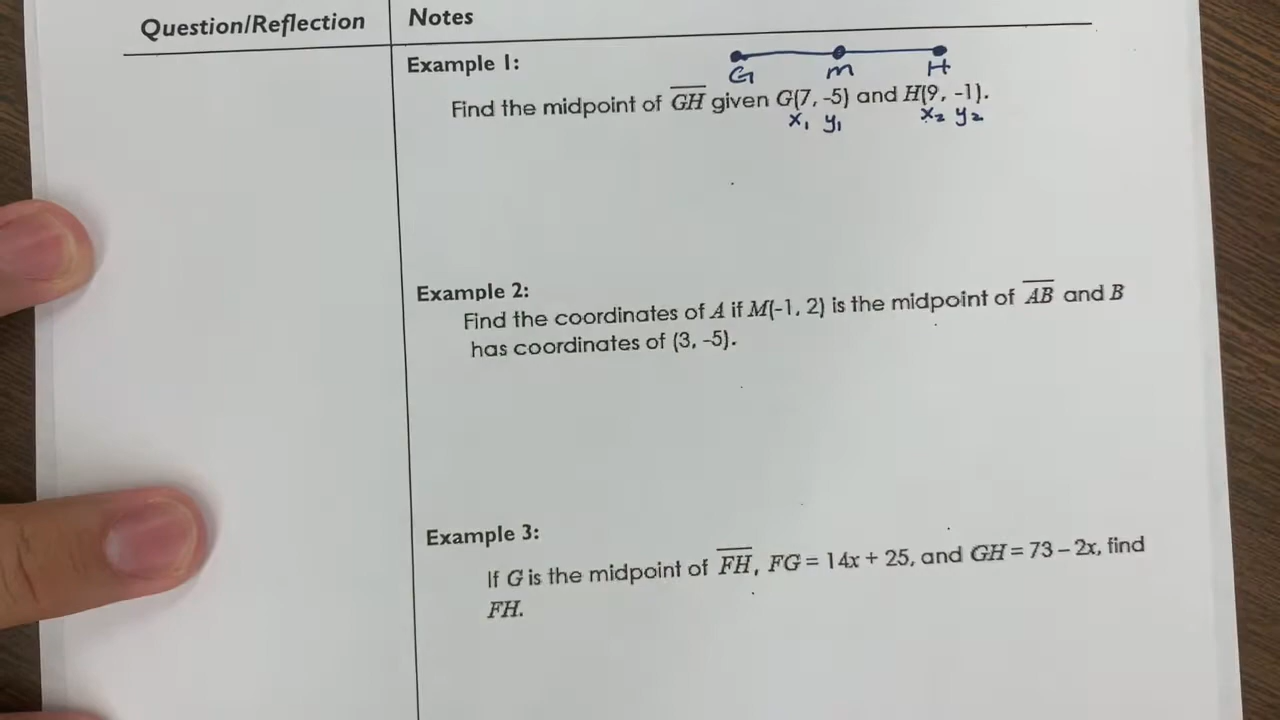 Question/Reflection
Notes
Example 1:
G m H
Find the midpoint of GH given G(7, -5) and H(9, -1).
x₁ y₁ x₂ y₂
Example 2:
Find the coordinates of A if M(-1, 2) is the midpoint of AB and B
has coordinates of (3, -5).
Example 3:
If G is the midpoint of FH, FG = 14x + 25, and GH = 73 – 2x, find
FH.